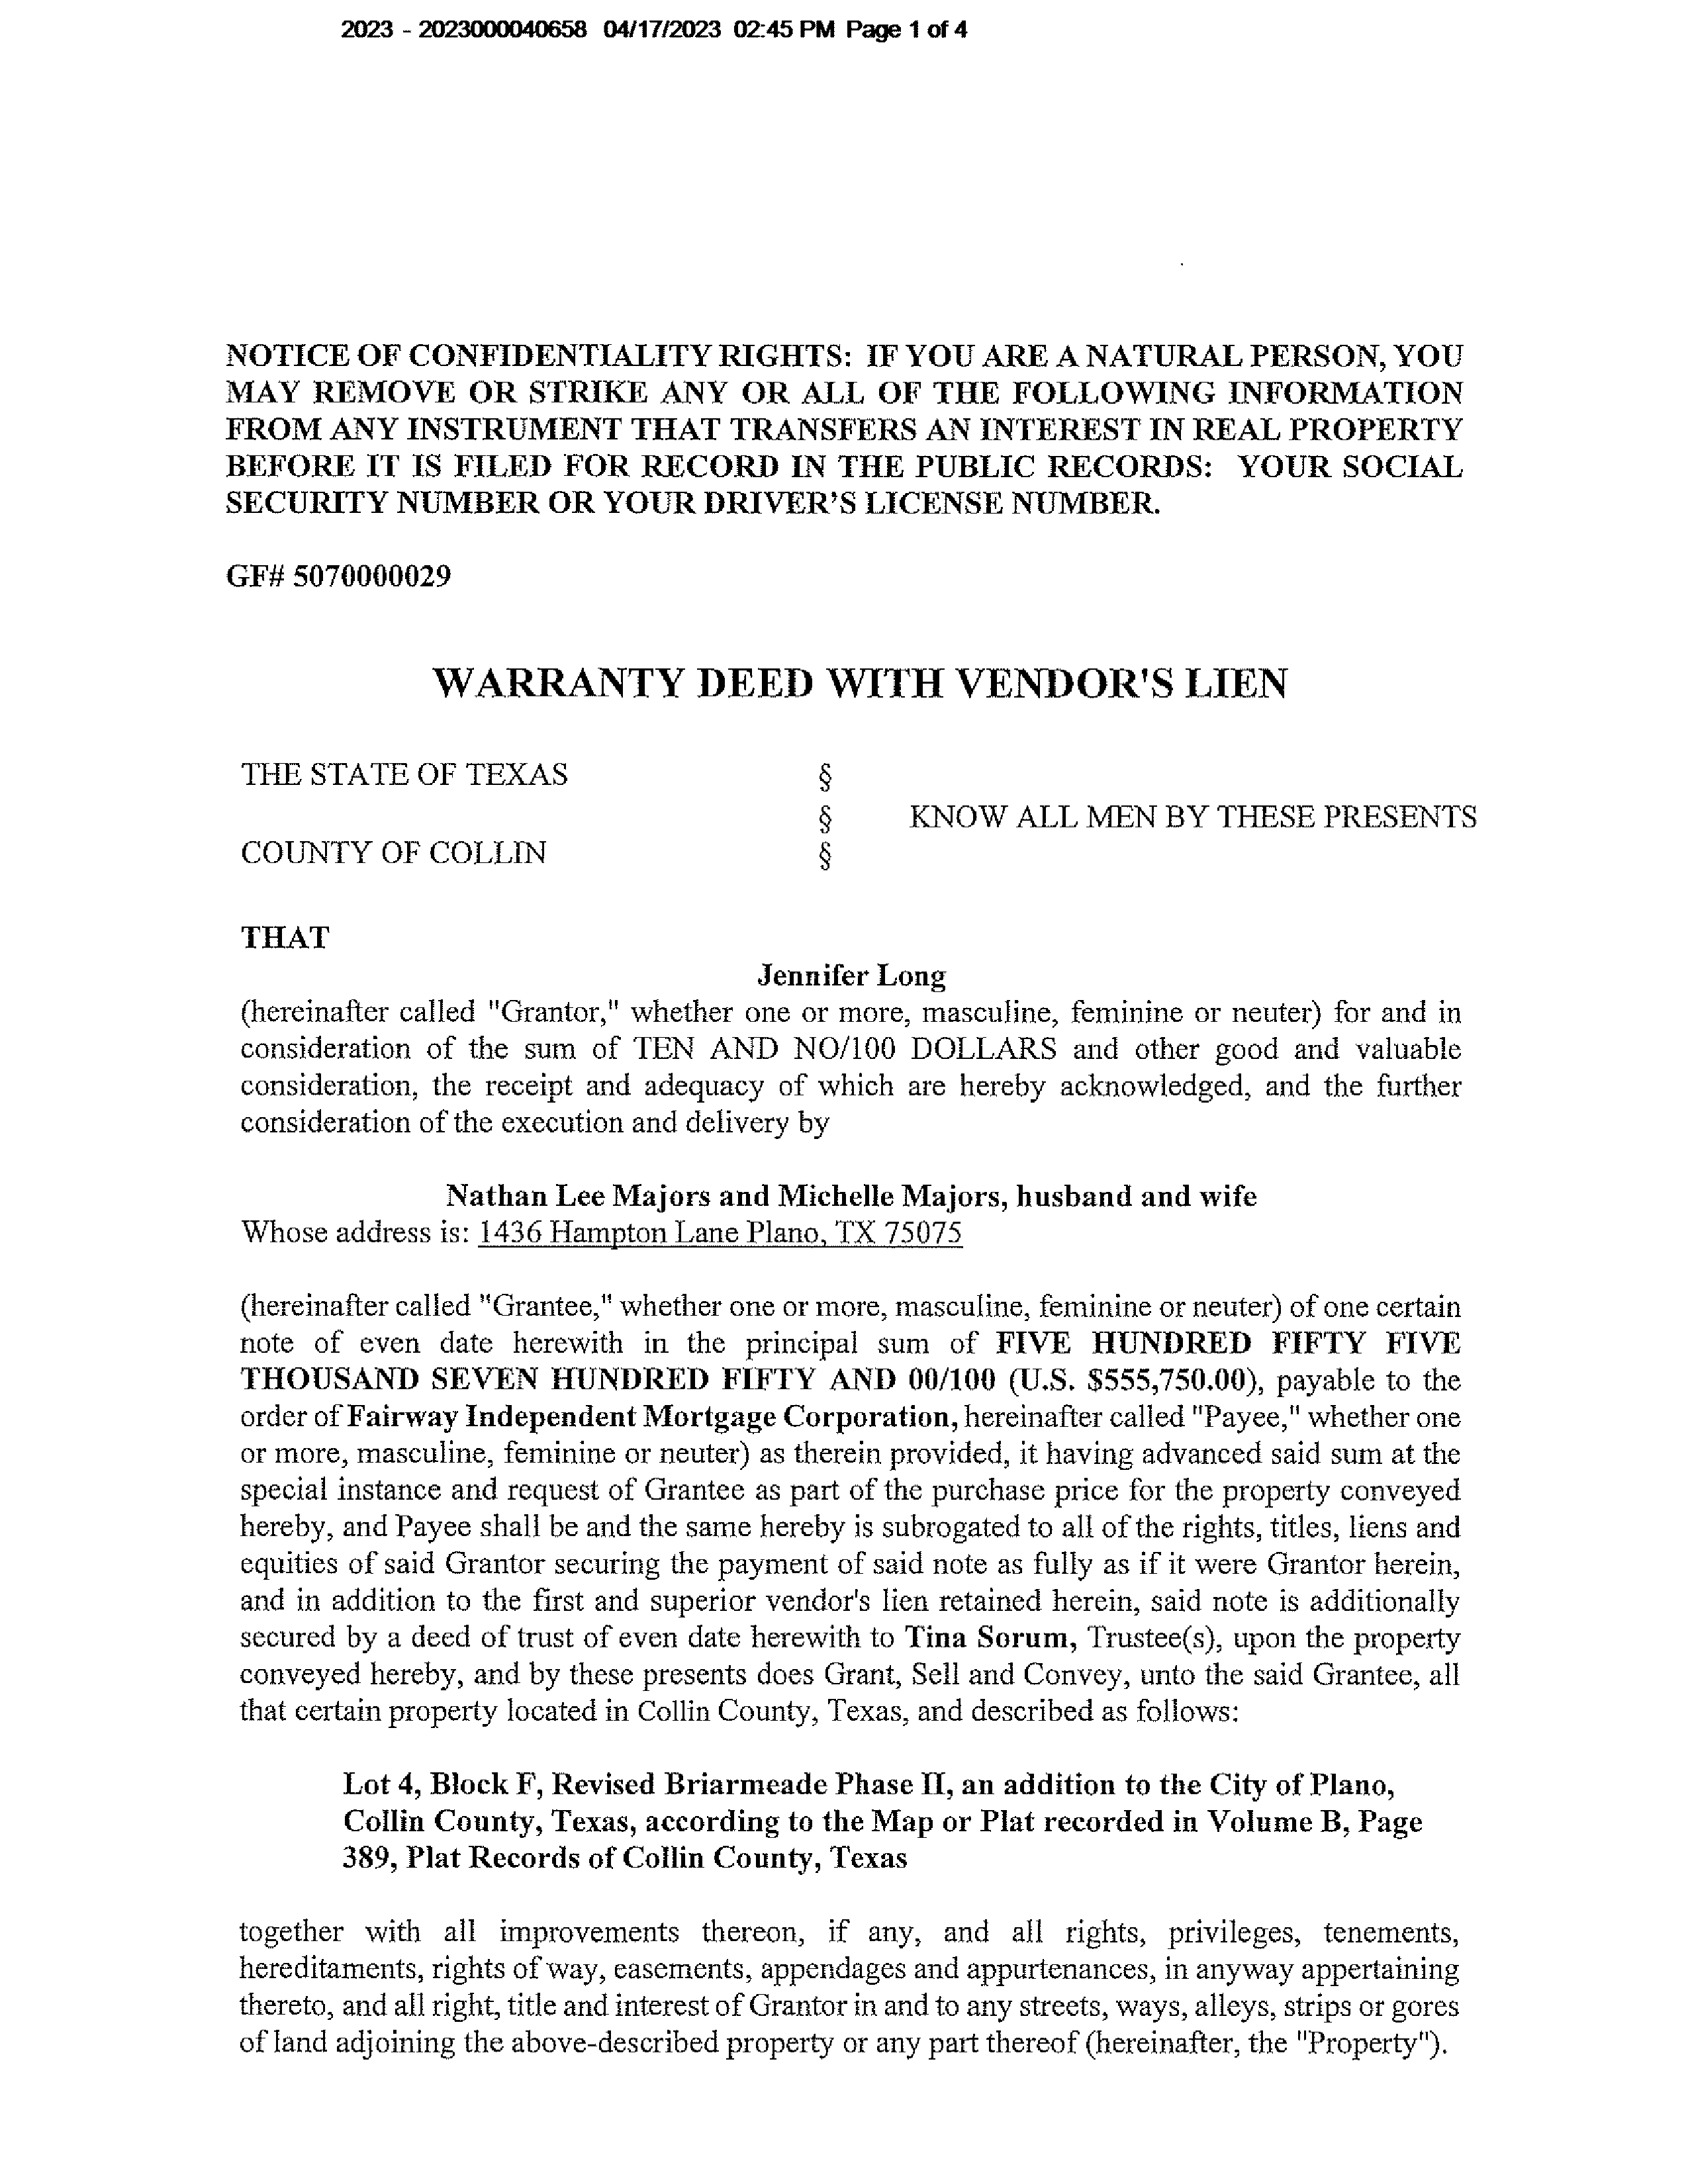 2023 - 2023000040658 04/17/2023 02:45 PM Page 1 of 4
NOTICE OF CONFIDENTIALITY RIGHTS: IF YOU ARE A NATURAL PERSON, YOU
MAY REMOVE OR STRIKE ANY OR ALL OF THE FOLLOWING INFORMATION
FROM ANY INSTRUMENT THAT TRANSFERS AN INTEREST IN REAL PROPERTY
BEFORE IT IS FILED FOR RECORD IN THE PUBLIC RECORDS: YOUR SOCIAL
SECURITY NUMBER OR YOUR DRIVER'S LICENSE NUMBER.
GF# 5070000029
WARRANTY DEED WITH VENDOR'S LIEN
THE STATE OF TEXAS §
§ KNOW ALL MEN BY THESE PRESENTS
COUNTY OF COLLIN §
THAT
Jennifer Long
(hereinafter called "Grantor," whether one or more, masculine, feminine or neuter) for and in
consideration of the sum of TEN AND NO/100 DOLLARS and other good and valuable
consideration, the receipt and adequacy of which are hereby acknowledged, and the further
consideration of the execution and delivery by
Nathan Lee Majors and Michelle Majors, husband and wife
Whose address is: 1436 Hampton Lane Plano, TX 75075
(hereinafter called "Grantee," whether one or more, masculine, feminine or neuter) of one certain
note of even date herewith in the principal sum of FIVE HUNDRED FIFTY FIVE
THOUSAND SEVEN HUNDRED FIFTY AND 00/100 (U.S. $555,750.00), payable to the
order of Fairway Independent Mortgage Corporation, hereinafter called "Payee," whether one
or more, masculine, feminine or neuter) as therein provided, it having advanced said sum at the
special instance and request of Grantee as part of the purchase price for the property conveyed
hereby, and Payee shall be and the same hereby is subrogated to all of the rights, titles, liens and
equities of said Grantor securing the payment of said note as fully as if it were Grantor herein,
and in addition to the first and superior vendor's lien retained herein, said note is additionally
secured by a deed of trust of even date herewith to Tina Sorum, Trustee(s), upon the property
conveyed hereby, and by these presents does Grant, Sell and Convey, unto the said Grantee, all
that certain property located in Collin County, Texas, and described as follows:
Lot 4, Block F, Revised Briarmeade Phase II, an addition to the City of Plano,
Collin County, Texas, according to the Map or Plat recorded in Volume B, Page
389, Plat Records of Collin County, Texas
together with all improvements thereon, if any, and all rights, privileges, tenements,
hereditaments, rights of way, easements, appendages and appurtenances, in anyway appertaining
thereto, and all right, title and interest of Grantor in and to any streets, ways, alleys, strips or gores
of land adjoining the above-described property or any part thereof (hereinafter, the "Property").